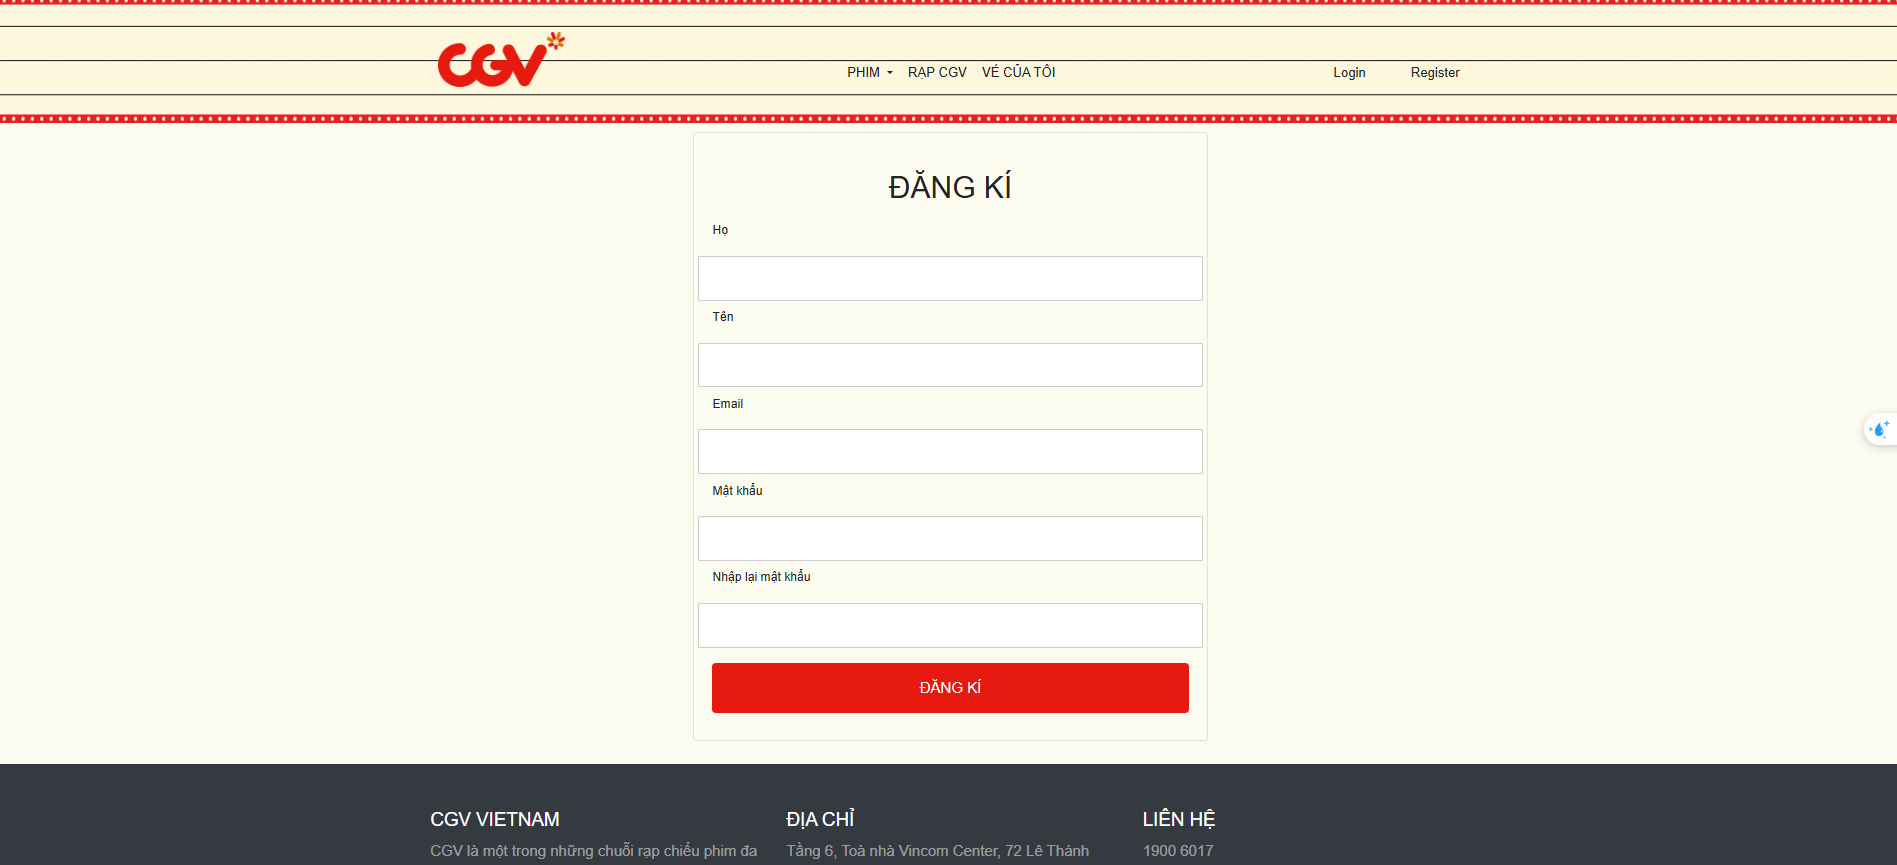 CGV
PHIM RẠP CGV VÉ CỦA TÔI Login Register
ĐĂNG KÍ
Họ
Tên
Email
Mật khẩu
Nhập lại mật khẩu
ĐĂNG KÍ
CGV VIETNAM ĐỊA CHỈ LIÊN HỆ
CGV là một trong những chuỗi rạp chiếu phim đa Tầng 6, Toà nhà Vincom Center, 72 Lê Thánh 1900 6017